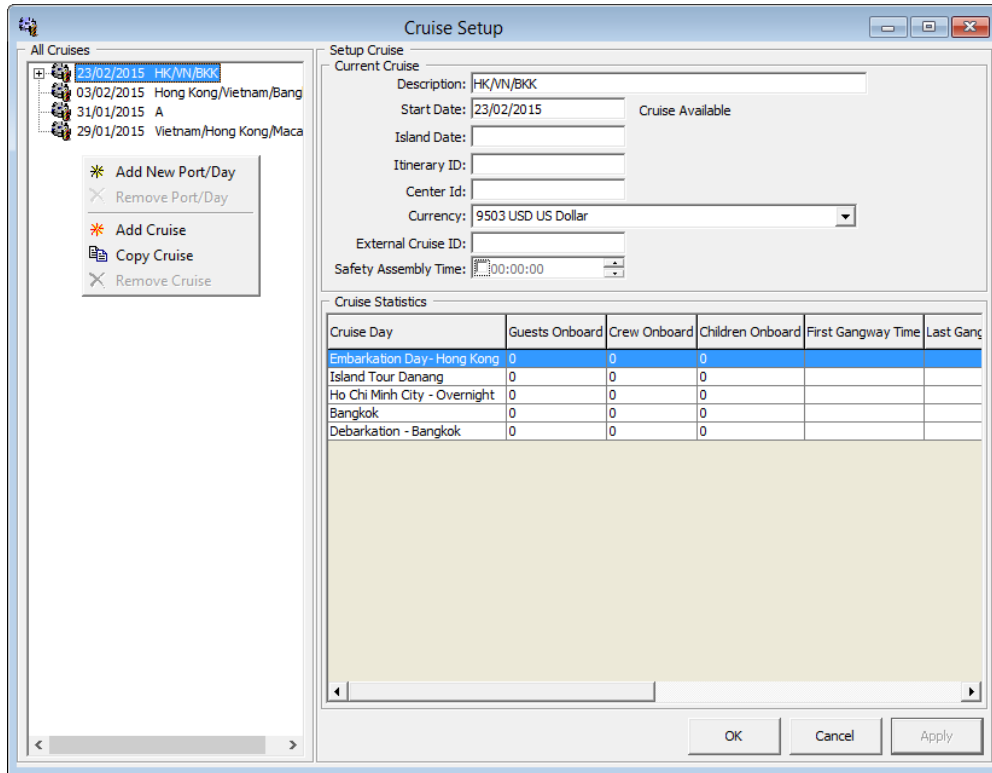 Cruise Setup
All Cruises
23/02/2015 HK/VN/BKK
03/02/2015 Hong Kong/Vietnam/Bang
31/01/2015 A
29/01/2015 Vietnam/Hong Kong/Maca
Add New Port/Day
Remove Port/Day
Add Cruise
Copy Cruise
Remove Cruise
Setup Cruise
Current Cruise
Description: HK/VN/BKK
Start Date: 23/02/2015 Cruise Available
Island Date:
Itinerary ID:
Center Id:
Currency: 9503 USD US Dollar
External Cruise ID:
Safety Assembly Time: 00:00:00
Cruise Statistics
Cruise Day Guests Onboard Crew Onboard Children Onboard First Gangway Time Last Gang
Embarkation Day- Hong Kong 0 0 0
Island Tour Danang 0 0 0
Ho Chi Minh City - Overnight 0 0 0
Bangkok 0 0 0
Debarkation - Bangkok 0 0 0
OK Cancel Apply